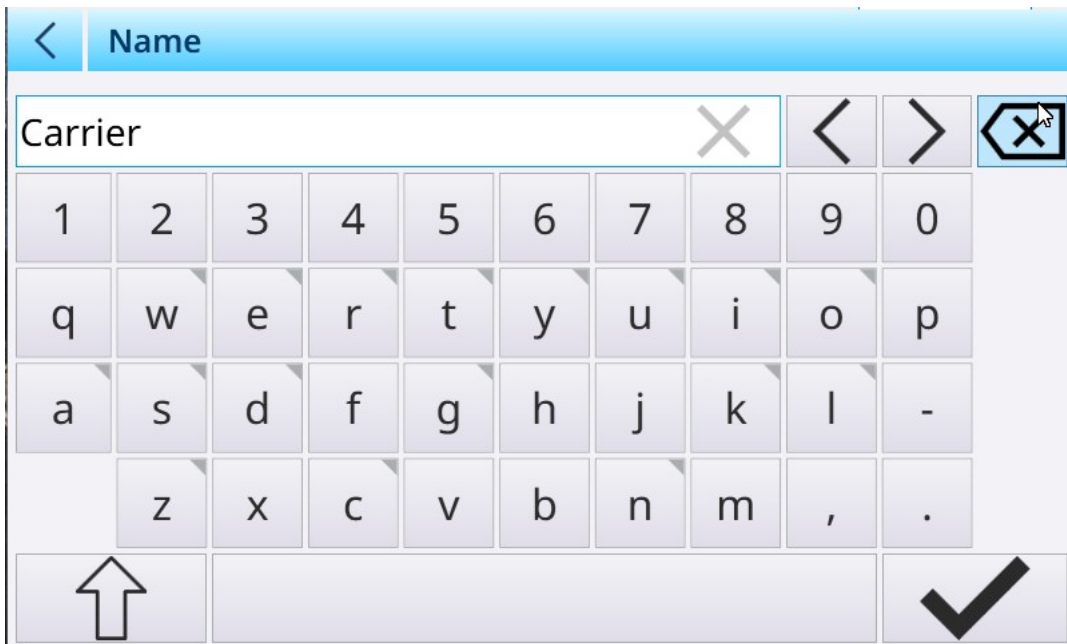 Name
Carrier
1 2 3 4 5 6 7 8 9 0
q w e r t y u i o p
a s d f g h j k l -
z x c v b n m , .